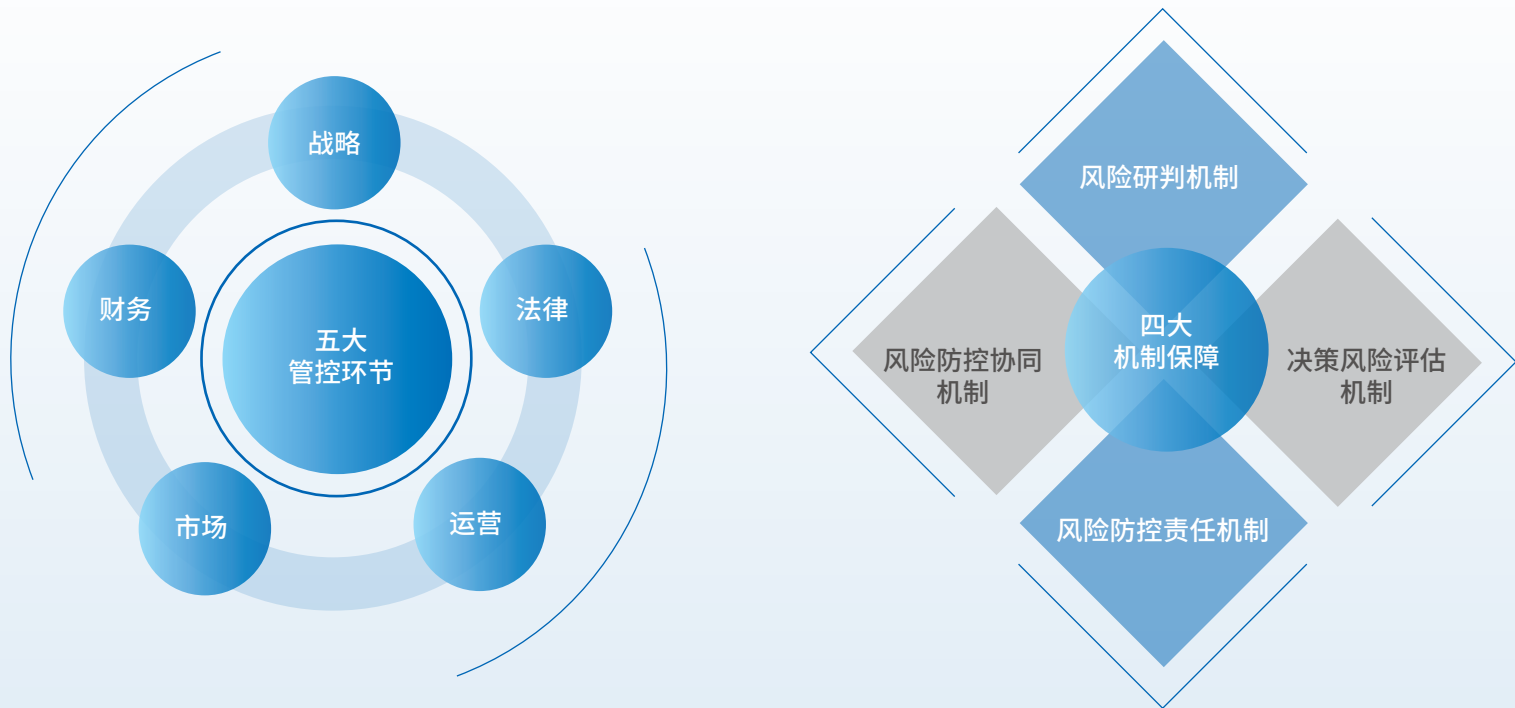 战略
财务
法律
五大
管控环节
市场
运营
风险研判机制
风险防控协同
机制
四大
机制保障
决策风险评估
机制
风险防控责任机制